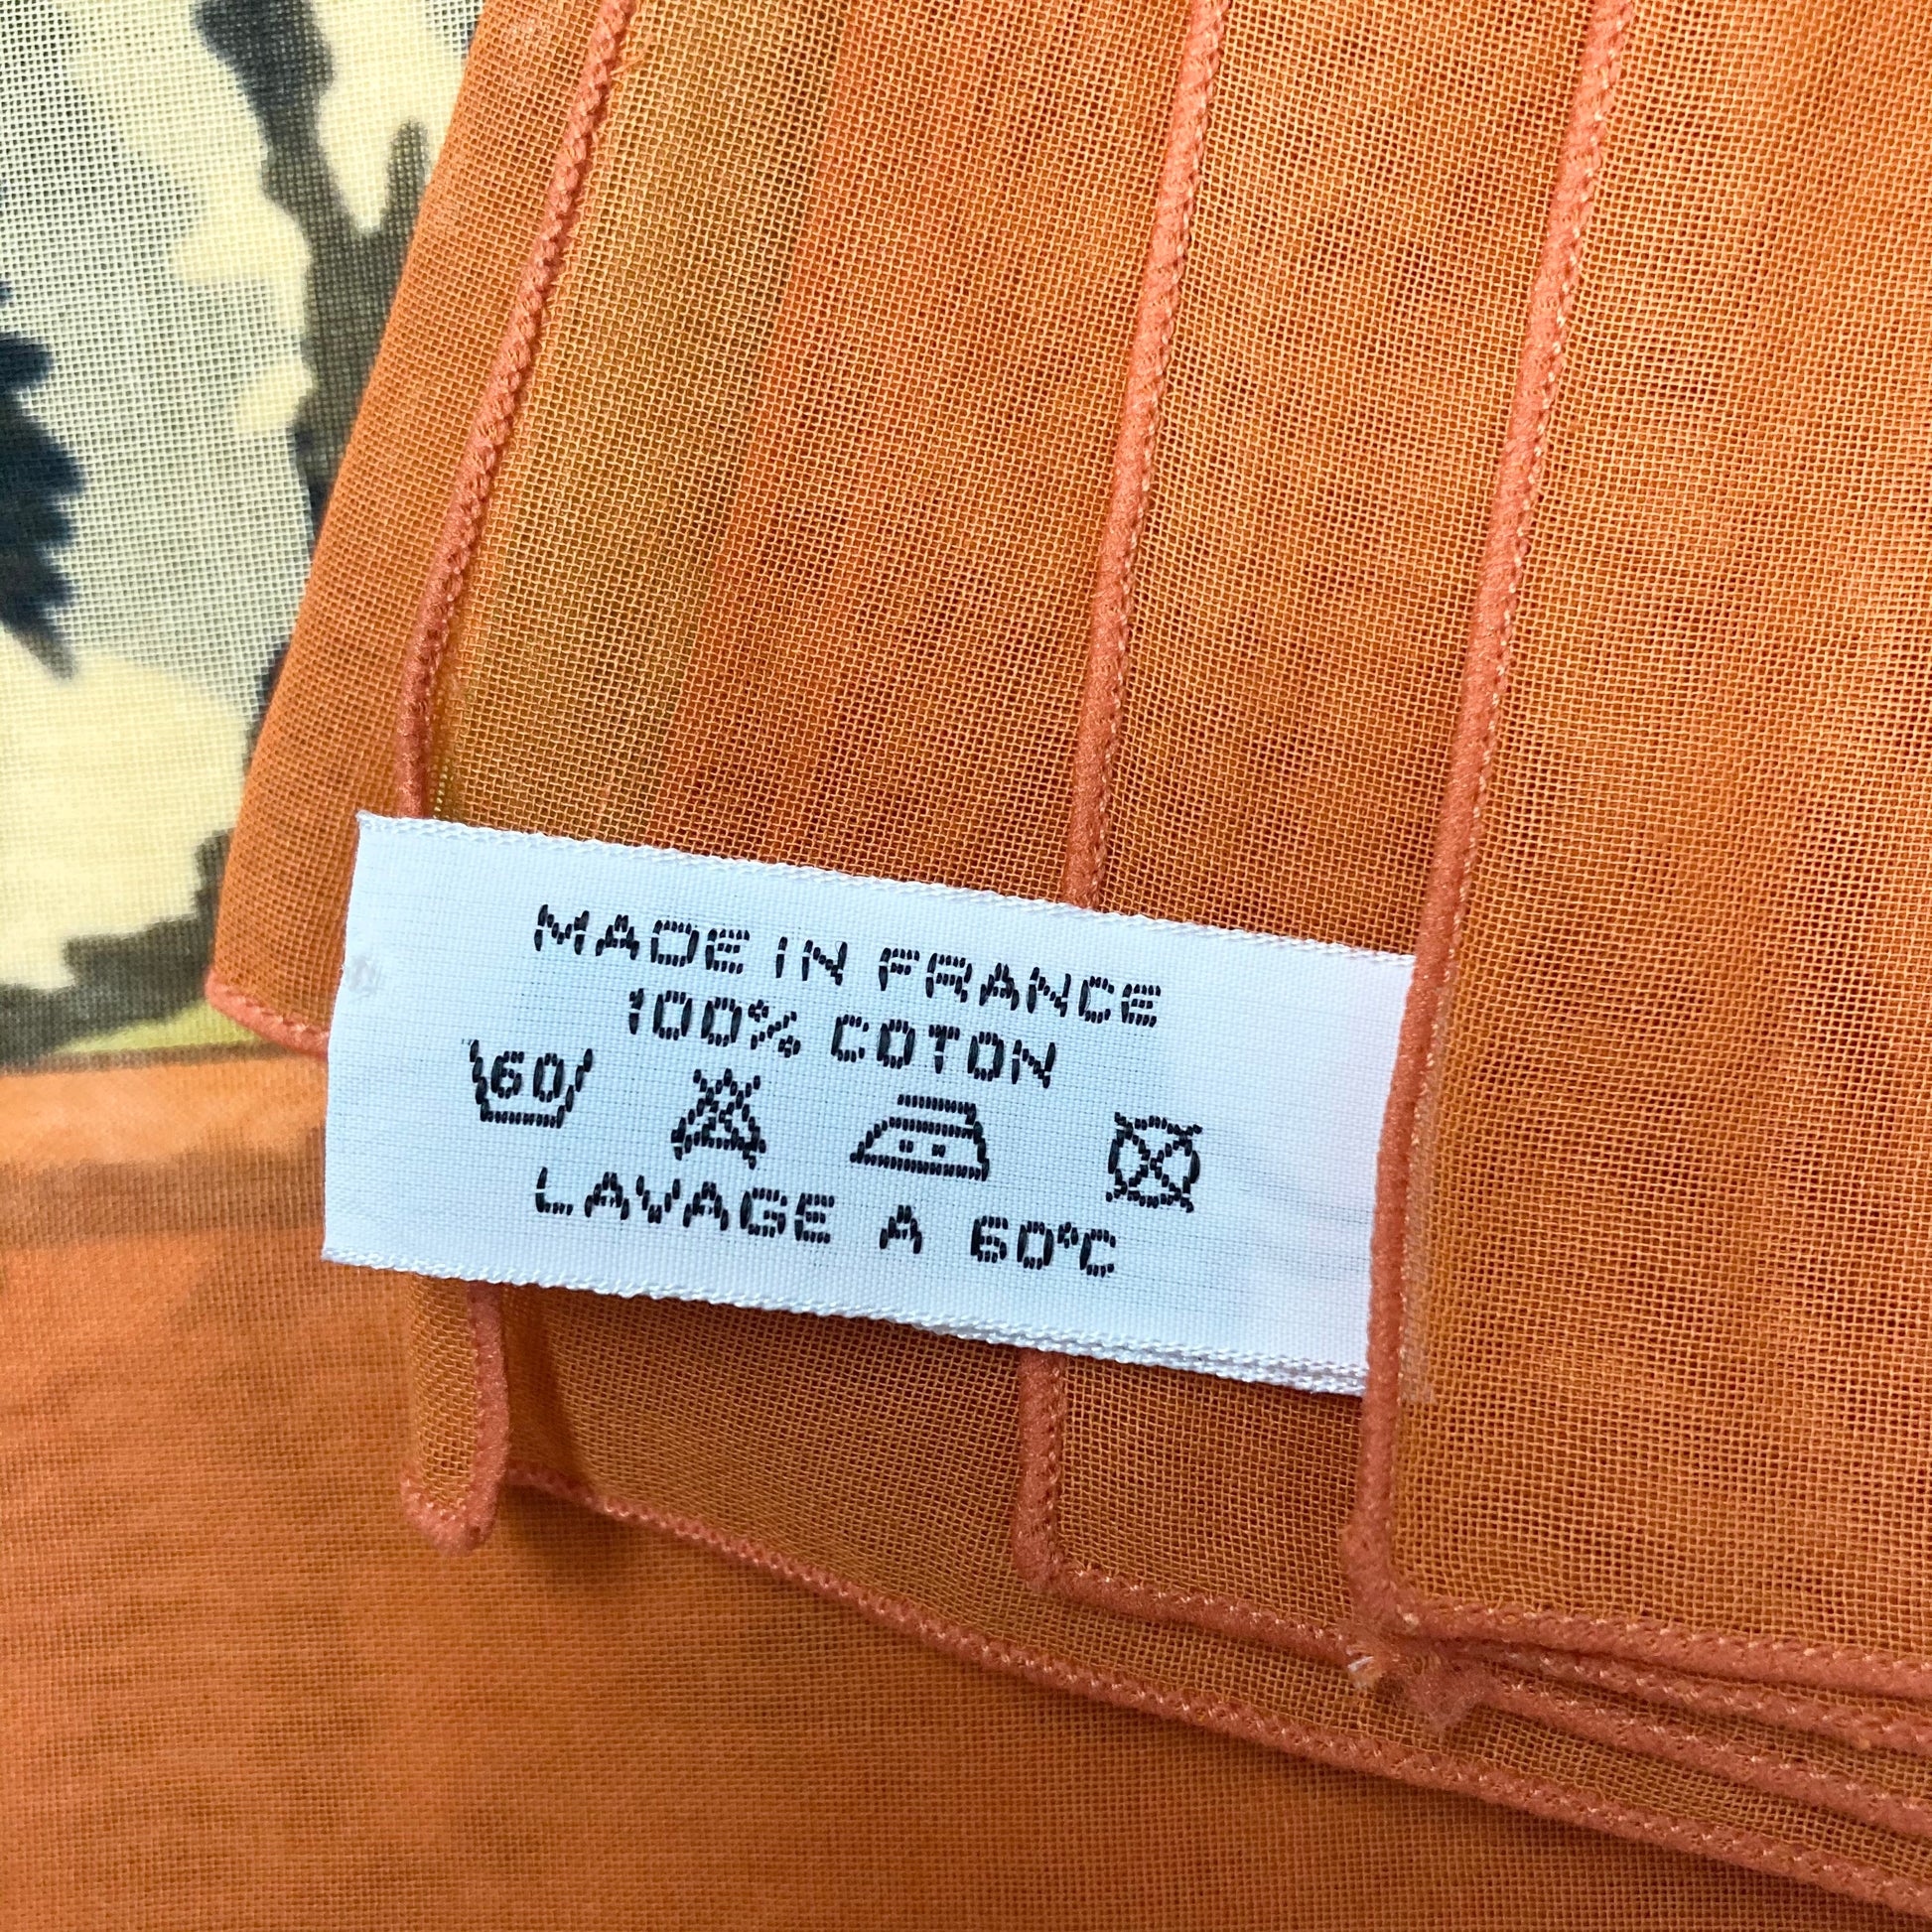 MADE IN FRANCE
100% COTON
60
LAVAGE A 60°C